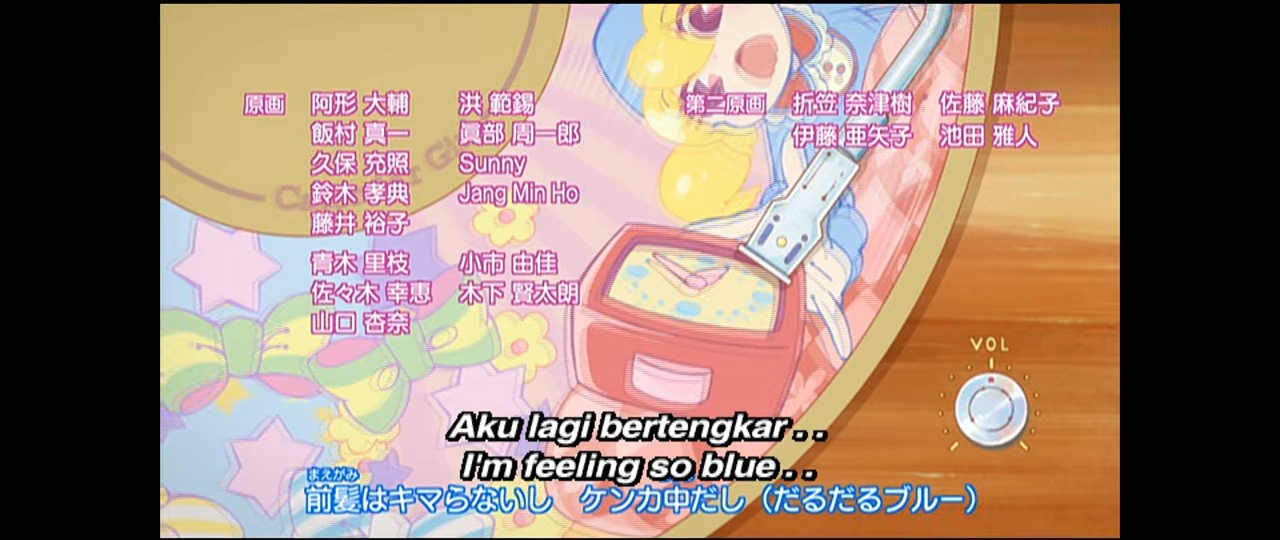 原画 阿形 大輔 洪 範錫 第二原画 折笠 奈津樹 佐藤 麻紀子
飯村 真一 眞部 周一郎 伊藤 亜矢子 池田 雅人
久保 充照 Sunny
鈴木 孝典 Jang Min Ho
藤井 裕子
青木 里枝 小市 由佳
佐々木 幸恵 木下 賢太朗
山口 杏奈
VOL
Aku lagi bertengkar . .
I'm feeling so blue . .
まえがみ
前髪はキマらないし ケンカ中だし（だるだるブルー）